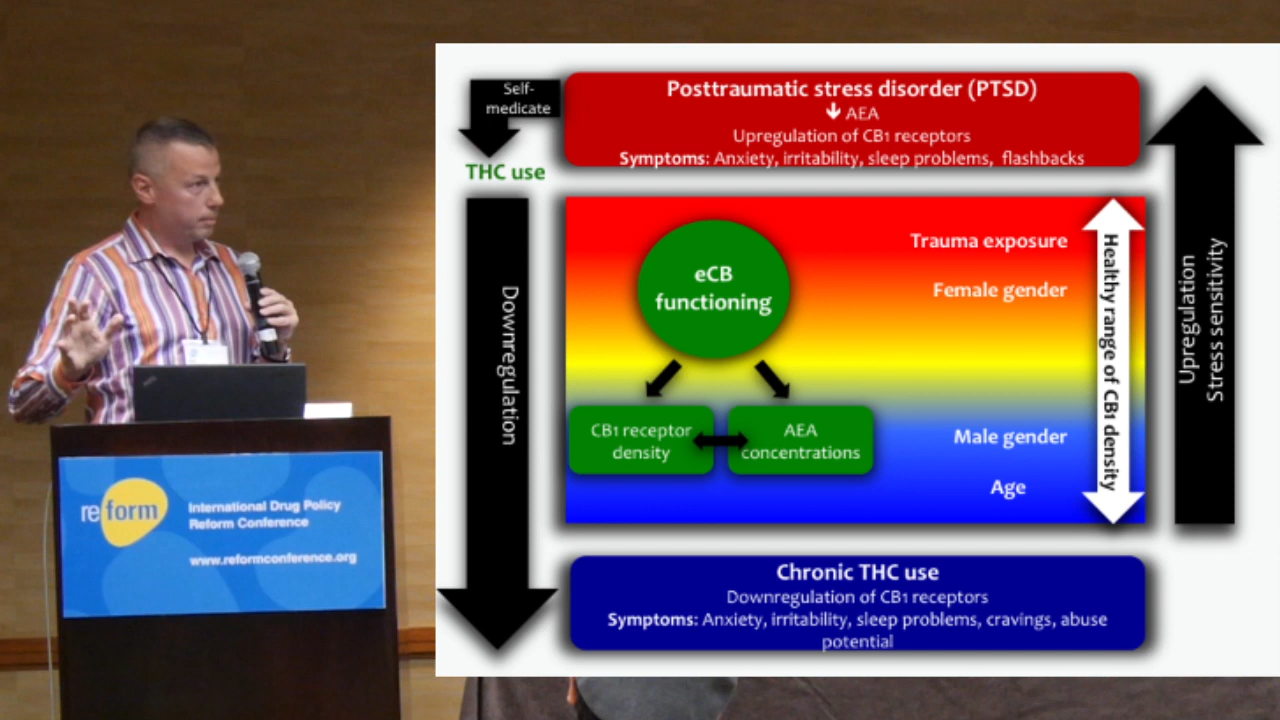 Self-
medicate
THC use
Downregulation
Posttraumatic stress disorder (PTSD)
AEA
Upregulation of CB1 receptors
Symptoms: Anxiety, irritability, sleep problems, flashbacks
eCB
functioning
CB1 receptor
density
AEA
concentrations
Trauma exposure
Female gender
Male gender
Age
Healthy range of CB1 density
Upregulation
Stress sensitivity
Chronic THC use
Downregulation of CB1 receptors
Symptoms: Anxiety, irritability, sleep problems, cravings, abuse
potential
reform
International Drug Policy
Reform Conference
www.reformconference.org